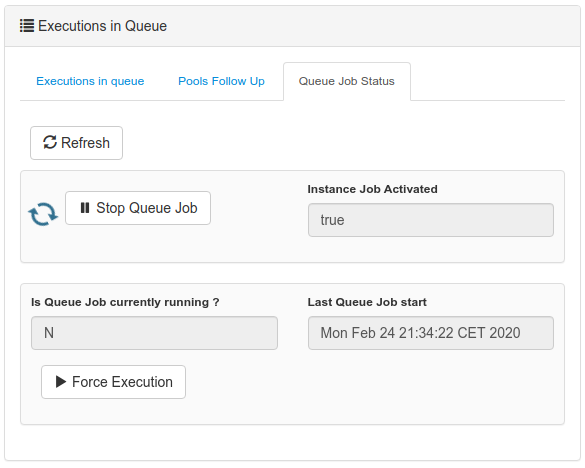 Executions in Queue
Executions in queue
Pools Follow Up
Queue Job Status
Refresh
Stop Queue Job
Instance Job Activated
true
Is Queue Job currently running ?
N
Last Queue Job start
Mon Feb 24 21:34:22 CET 2020
Force Execution